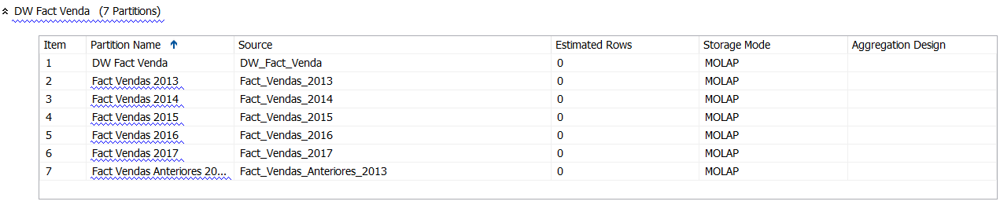 DW Fact Venda (7 Partitions)
Item Partition Name Source Estimated Rows Storage Mode Aggregation Design
1 DW Fact Venda DW_Fact_Venda 0 MOLAP
2 Fact Vendas 2013 Fact_Vendas_2013 0 MOLAP
3 Fact Vendas 2014 Fact_Vendas_2014 0 MOLAP
4 Fact Vendas 2015 Fact_Vendas_2015 0 MOLAP
5 Fact Vendas 2016 Fact_Vendas_2016 0 MOLAP
6 Fact Vendas 2017 Fact_Vendas_2017 0 MOLAP
7 Fact Vendas Anteriores 20... Fact_Vendas_Anteriores_2013 0 MOLAP